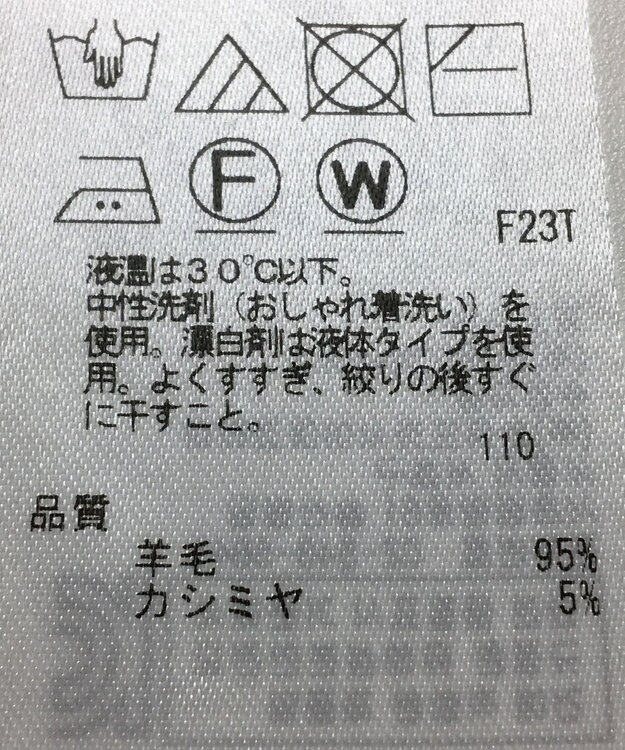 F
W
F23T
液温は30℃以下。
中性洗剤（おしゃれ着洗い）を
使用。漂白剤は液体タイプを使
用。よくすすぎ、絞りの後すぐ
に干すこと。
110
品質
羊毛 95%
カシミヤ 5%